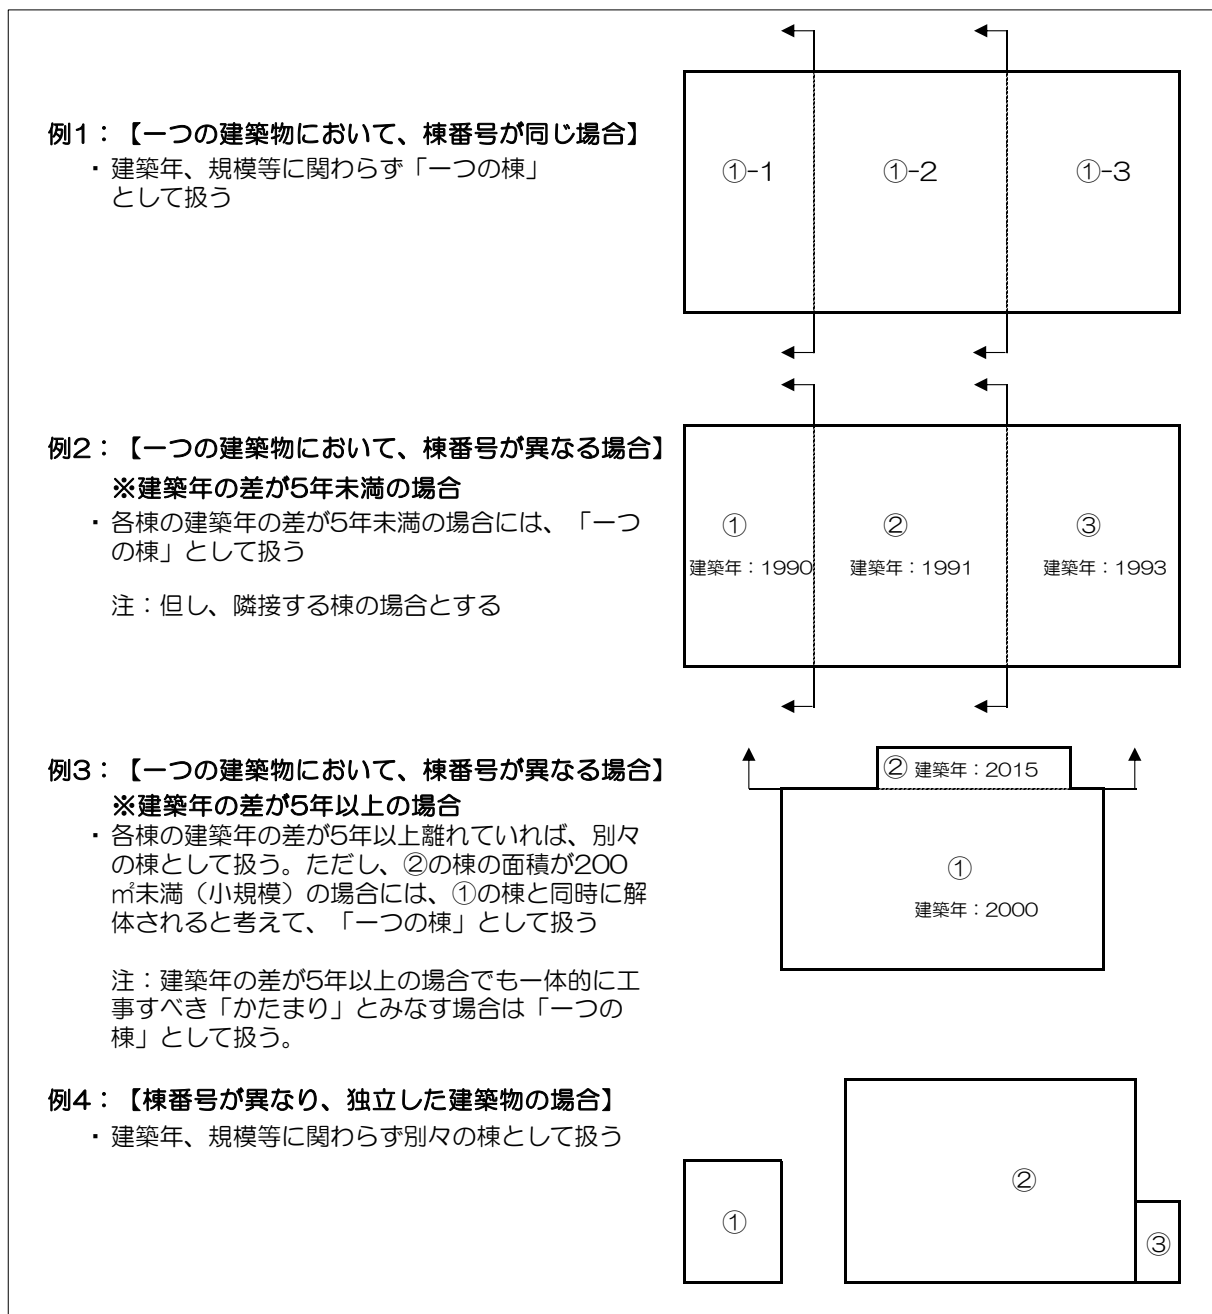 例1：【一つの建築物において、棟番号が同じ場合】
・建築年、規模等に関わらず「一つの棟」
として扱う
①-1
①-2
①-3
例2：【一つの建築物において、棟番号が異なる場合】
※建築年の差が5年未満の場合
・各棟の建築年の差が5年未満の場合には、「一つ
の棟」として扱う
注：但し、隣接する棟の場合とする
①
建築年：1990
②
建築年：1991
③
建築年：1993
例3：【一つの建築物において、棟番号が異なる場合】
※建築年の差が5年以上の場合
・各棟の建築年の差が5年以上離れていれば、別々
の棟として扱う。ただし、②の棟の面積が200
㎡未満（小規模）の場合には、①の棟と同時に解
体されると考えて、「一つの棟」として扱う
注：建築年の差が5年以上の場合でも一体的に工
事すべき「かたまり」とみなす場合は「一つの
棟」として扱う。
② 建築年：2015
①
建築年：2000
例4：【棟番号が異なり、独立した建築物の場合】
・建築年、規模等に関わらず別々の棟として扱う
①
②
③